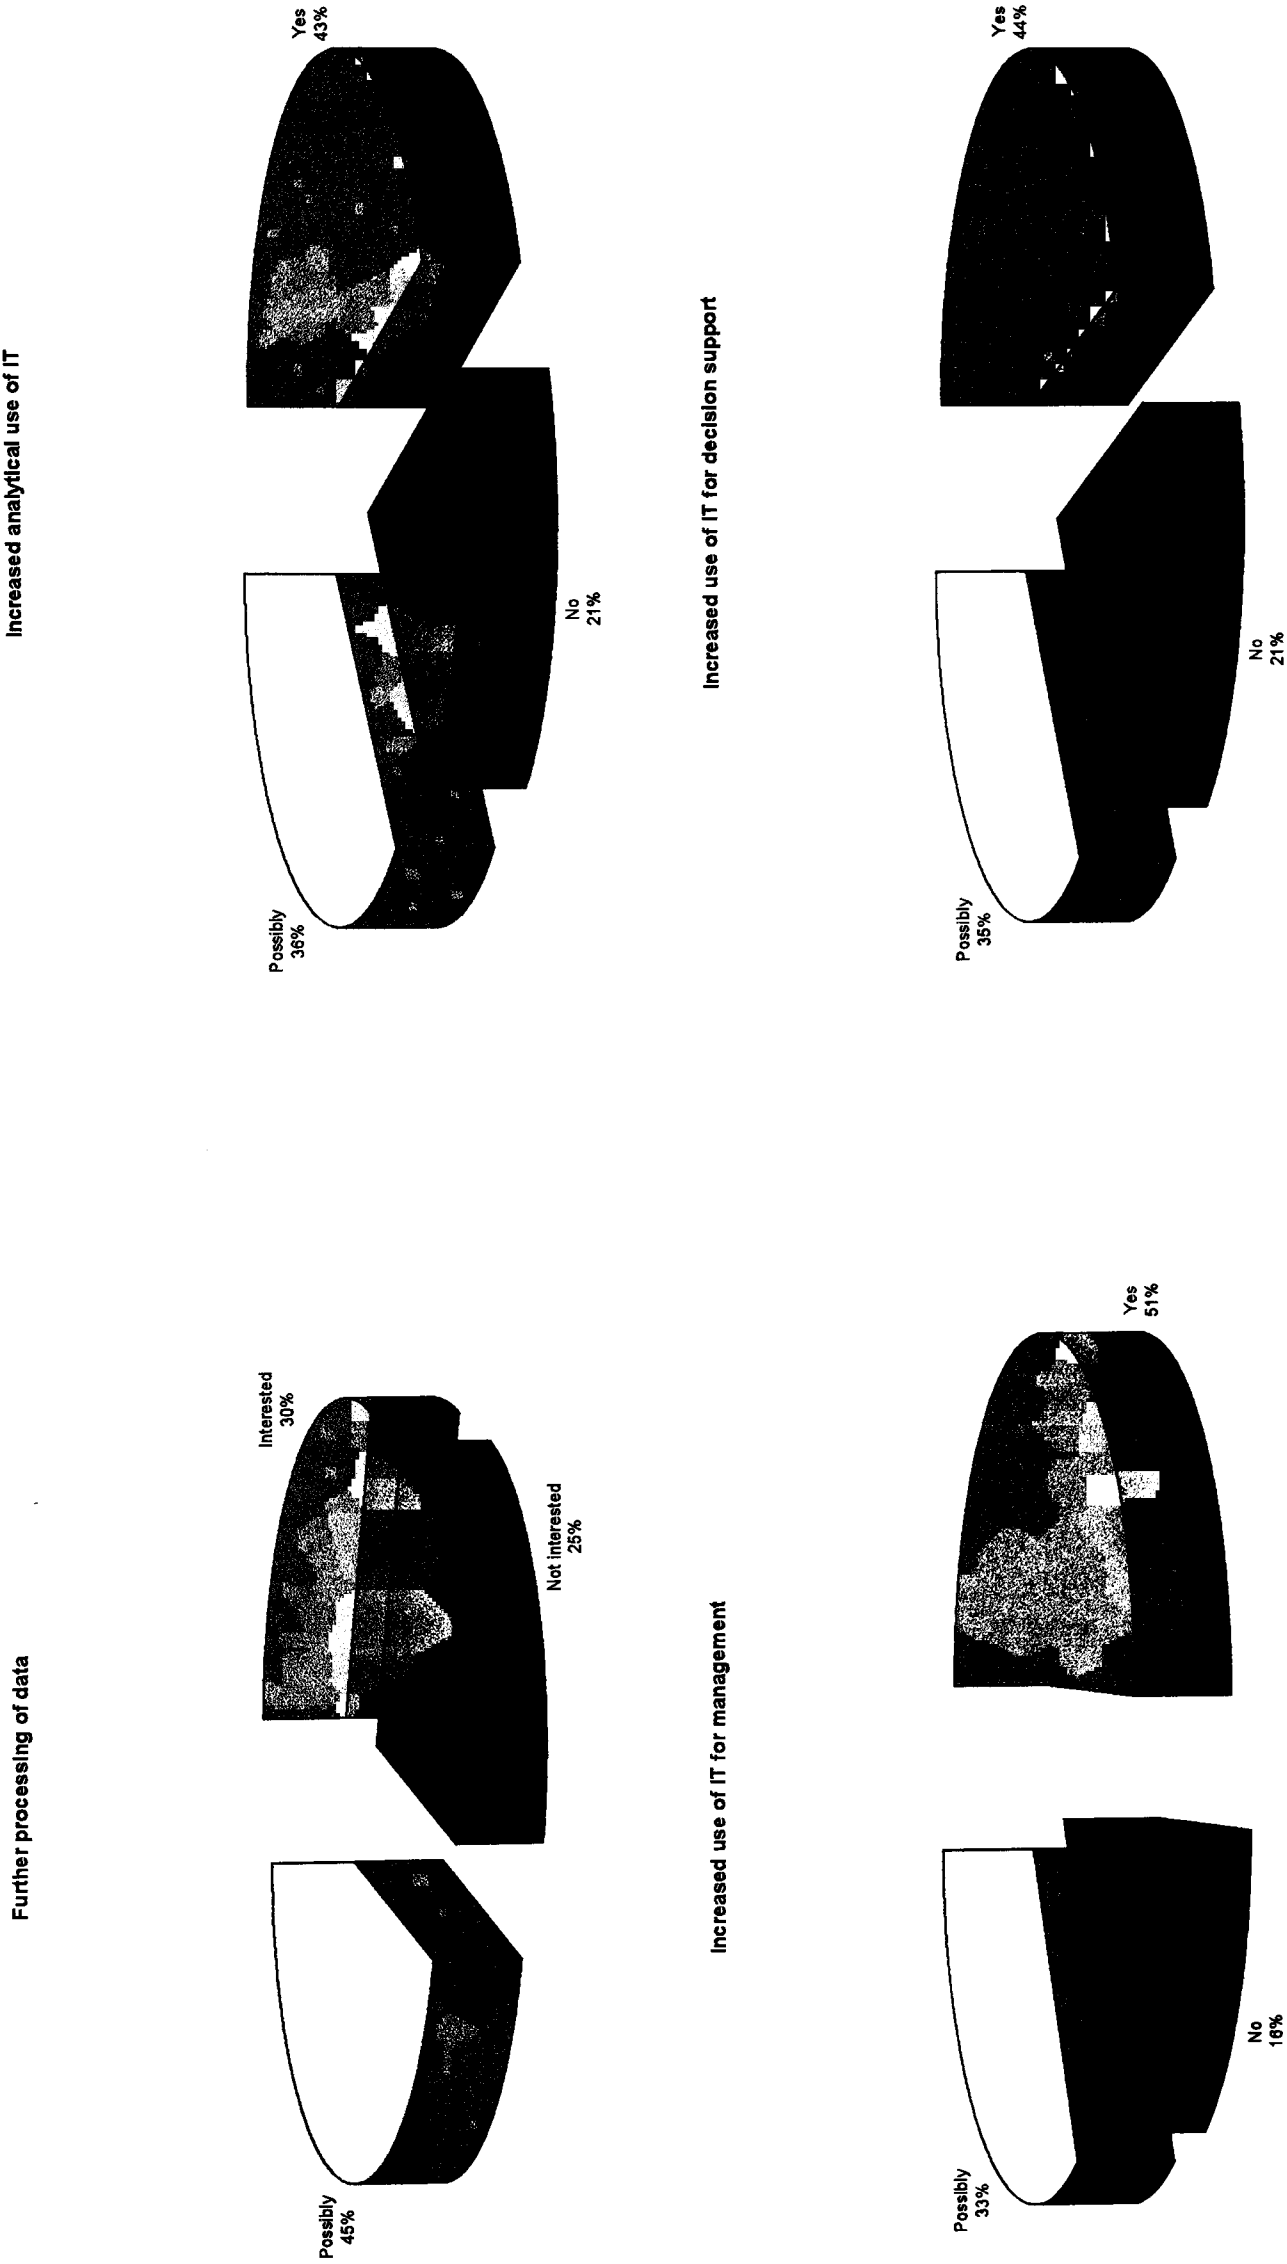 Further processing of data
Interested
30%
Not interested
25%
Possibly
45%
Increased analytical use of IT
Yes
43%
No
21%
Possibly
36%
Increased use of IT for management
Yes
51%
No
16%
Possibly
33%
Increased use of IT for decision support
Yes
44%
No
21%
Possibly
35%